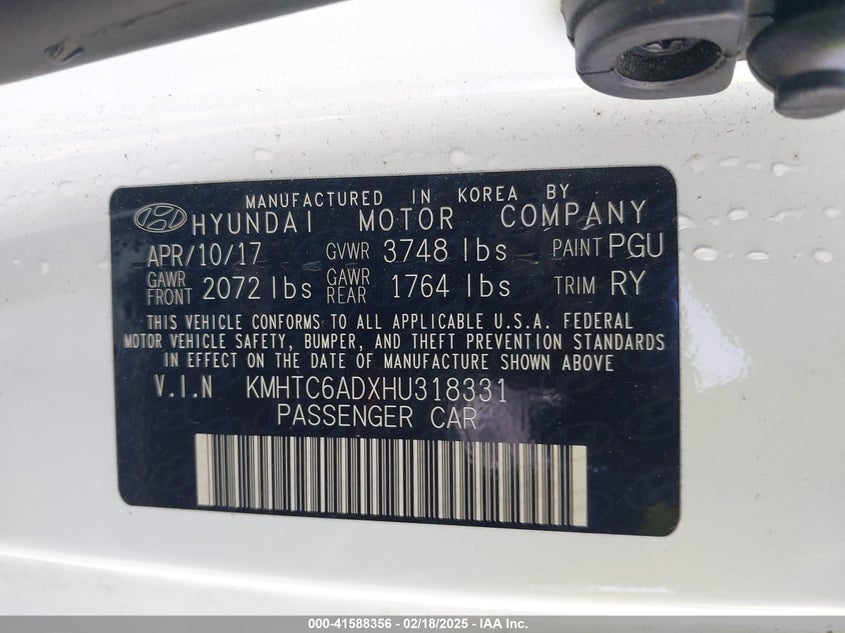 MANUFACTURED IN KOREA BY
HYUNDAI MOTOR COMPANY
APR/10/17 GVWR 3748 lbs PAINT PGU
GAWR FRONT 2072 lbs GAWR REAR 1764 lbs TRIM RY
THIS VEHICLE CONFORMS TO ALL APPLICABLE U.S.A. FEDERAL
MOTOR VEHICLE SAFETY, BUMPER, AND THEFT PREVENTION STANDARDS
IN EFFECT ON THE DATE OF MANUFACTURE SHOWN ABOVE
V.I.N KMHTC6ADXHU318331
PASSENGER CAR
000-41588356 - 02/18/2025 - IAA Inc.